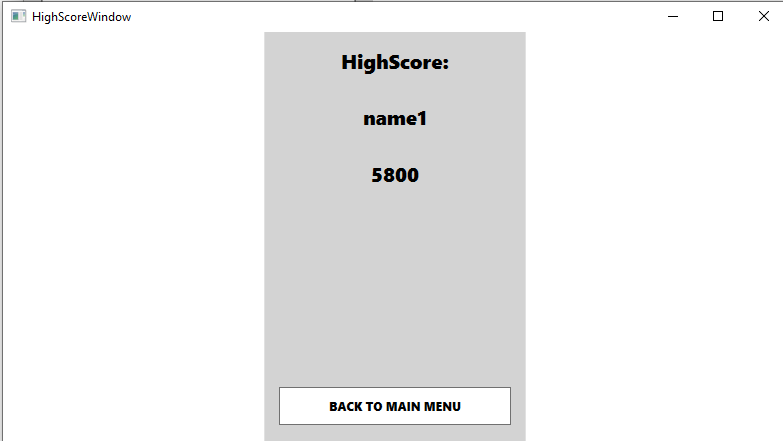 HighScoreWindow
HighScore:
name1
5800
BACK TO MAIN MENU